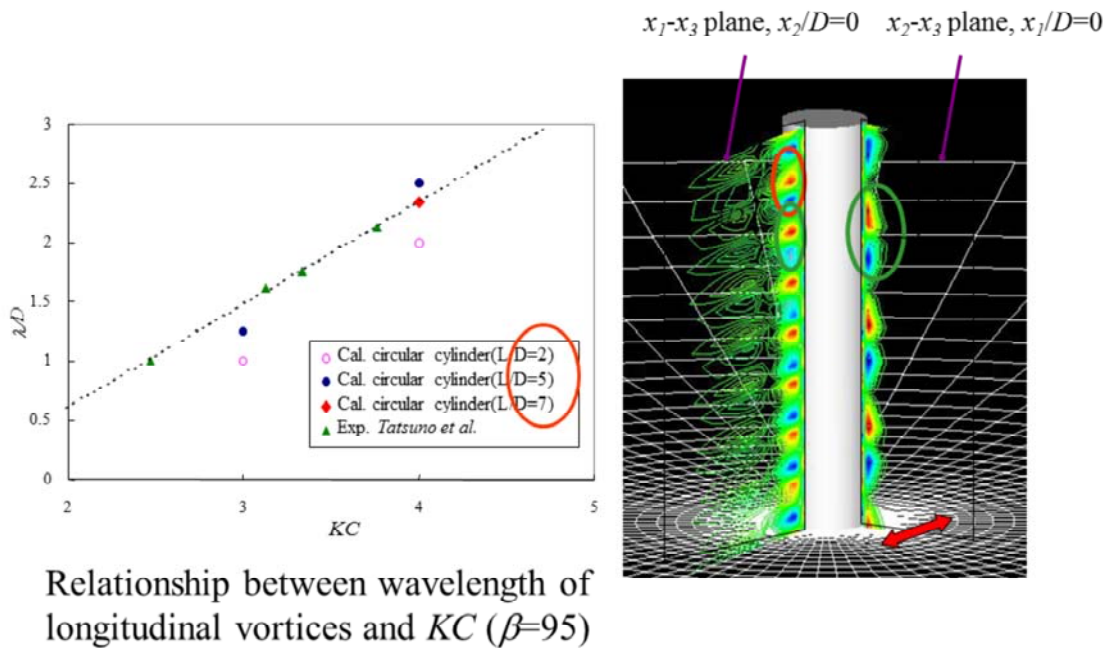 x1-x3 plane, x2/D=0
x2-x3 plane, x1/D=0
3
2.5
2
1.5
1
0.5
0
λ/D
2
3
4
5
KC
Cal. circular cylinder(L/D=2)
Cal. circular cylinder(L/D=5)
Cal. circular cylinder(L/D=7)
Exp. Tatsuno et al.
Relationship between wavelength of
longitudinal vortices and KC (β=95)